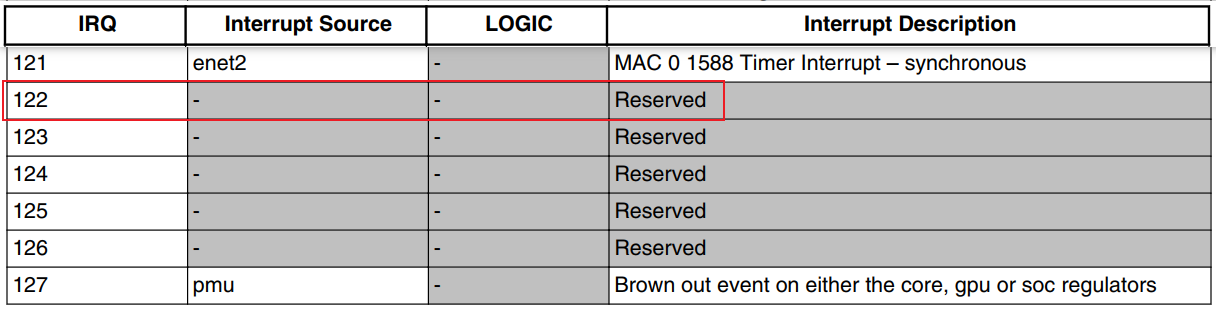 IRQ Interrupt Source LOGIC Interrupt Description
121 enet2 - MAC 0 1588 Timer Interrupt – synchronous
122 - - Reserved
123 - - Reserved
124 - - Reserved
125 - - Reserved
126 - - Reserved
127 pmu - Brown out event on either the core, gpu or soc regulators